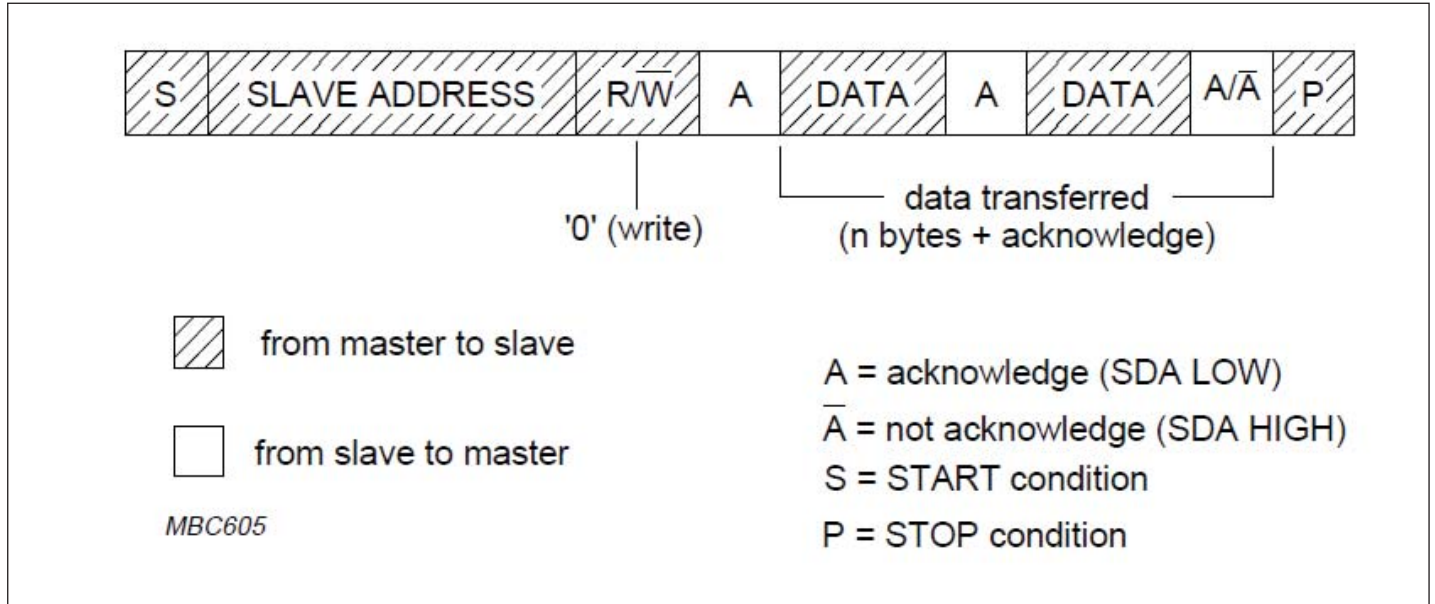 S SLAVE ADDRESS R/W̅ A DATA A DATA A/A̅ P
'0' (write)
data transferred
(n bytes + acknowledge)
from master to slave
from slave to master
MBC605
A = acknowledge (SDA LOW)
A̅ = not acknowledge (SDA HIGH)
S = START condition
P = STOP condition